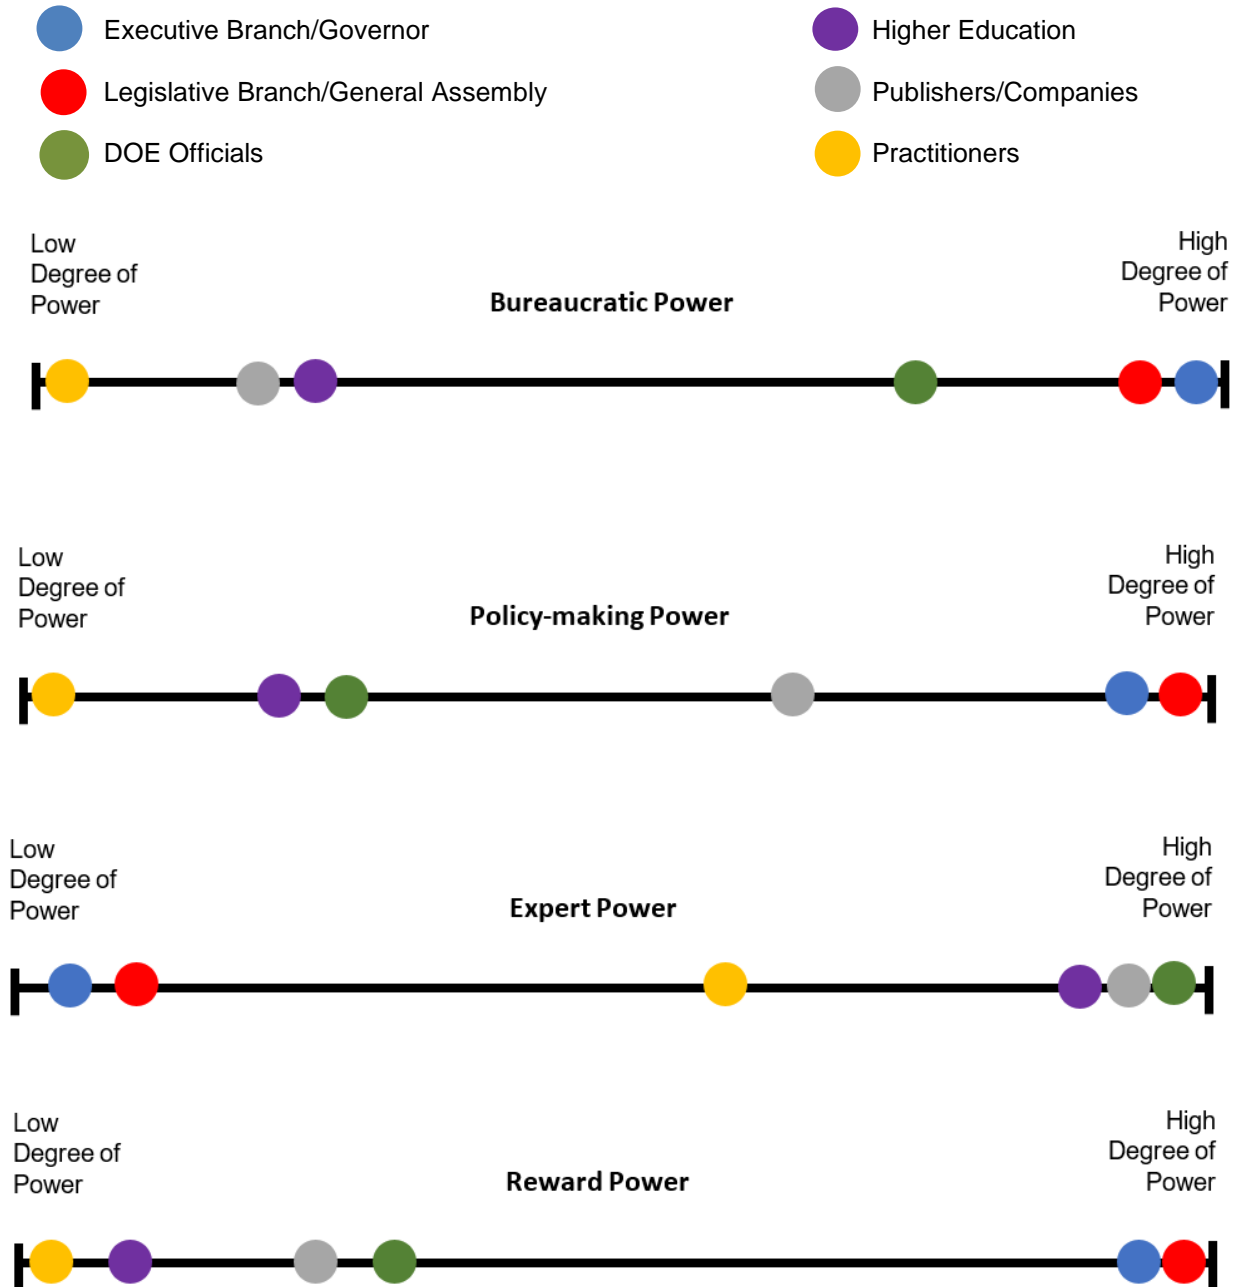 Executive Branch/Governor
Higher Education
Legislative Branch/General Assembly
Publishers/Companies
DOE Officials
Practitioners
Low
Degree of
Power
Bureaucratic Power
High
Degree of
Power
Low
Degree of
Power
Policy-making Power
High
Degree of
Power
Low
Degree of
Power
Expert Power
High
Degree of
Power
Low
Degree of
Power
Reward Power
High
Degree of
Power